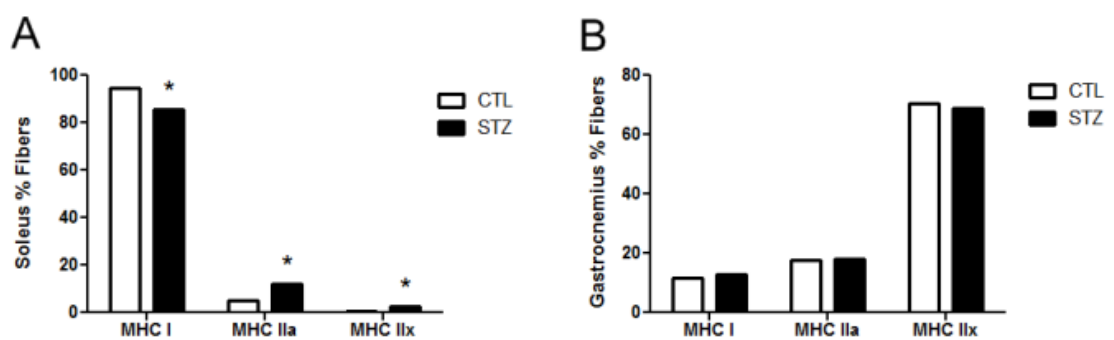 A
Soleus % Fibers
100
80
60
40
20
0
*
*
*
MHC I
MHC IIa
MHC IIx
CTL
STZ
B
Gastrocnemius % Fibers
80
60
40
20
0
MHC I
MHC IIa
MHC IIx
CTL
STZ